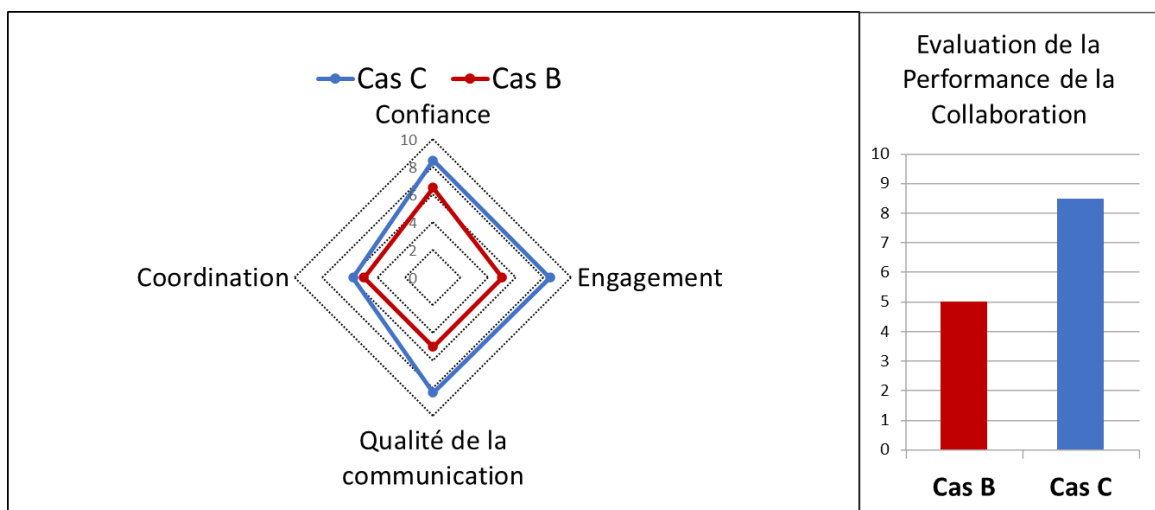 Cas C Cas B
Confiance
10
8
6
4
2
0
Coordination
Engagement
Qualité de la
communication
Evaluation de la
Performance de la
Collaboration
10
9
8
7
6
5
4
3
2
1
0
Cas B Cas C